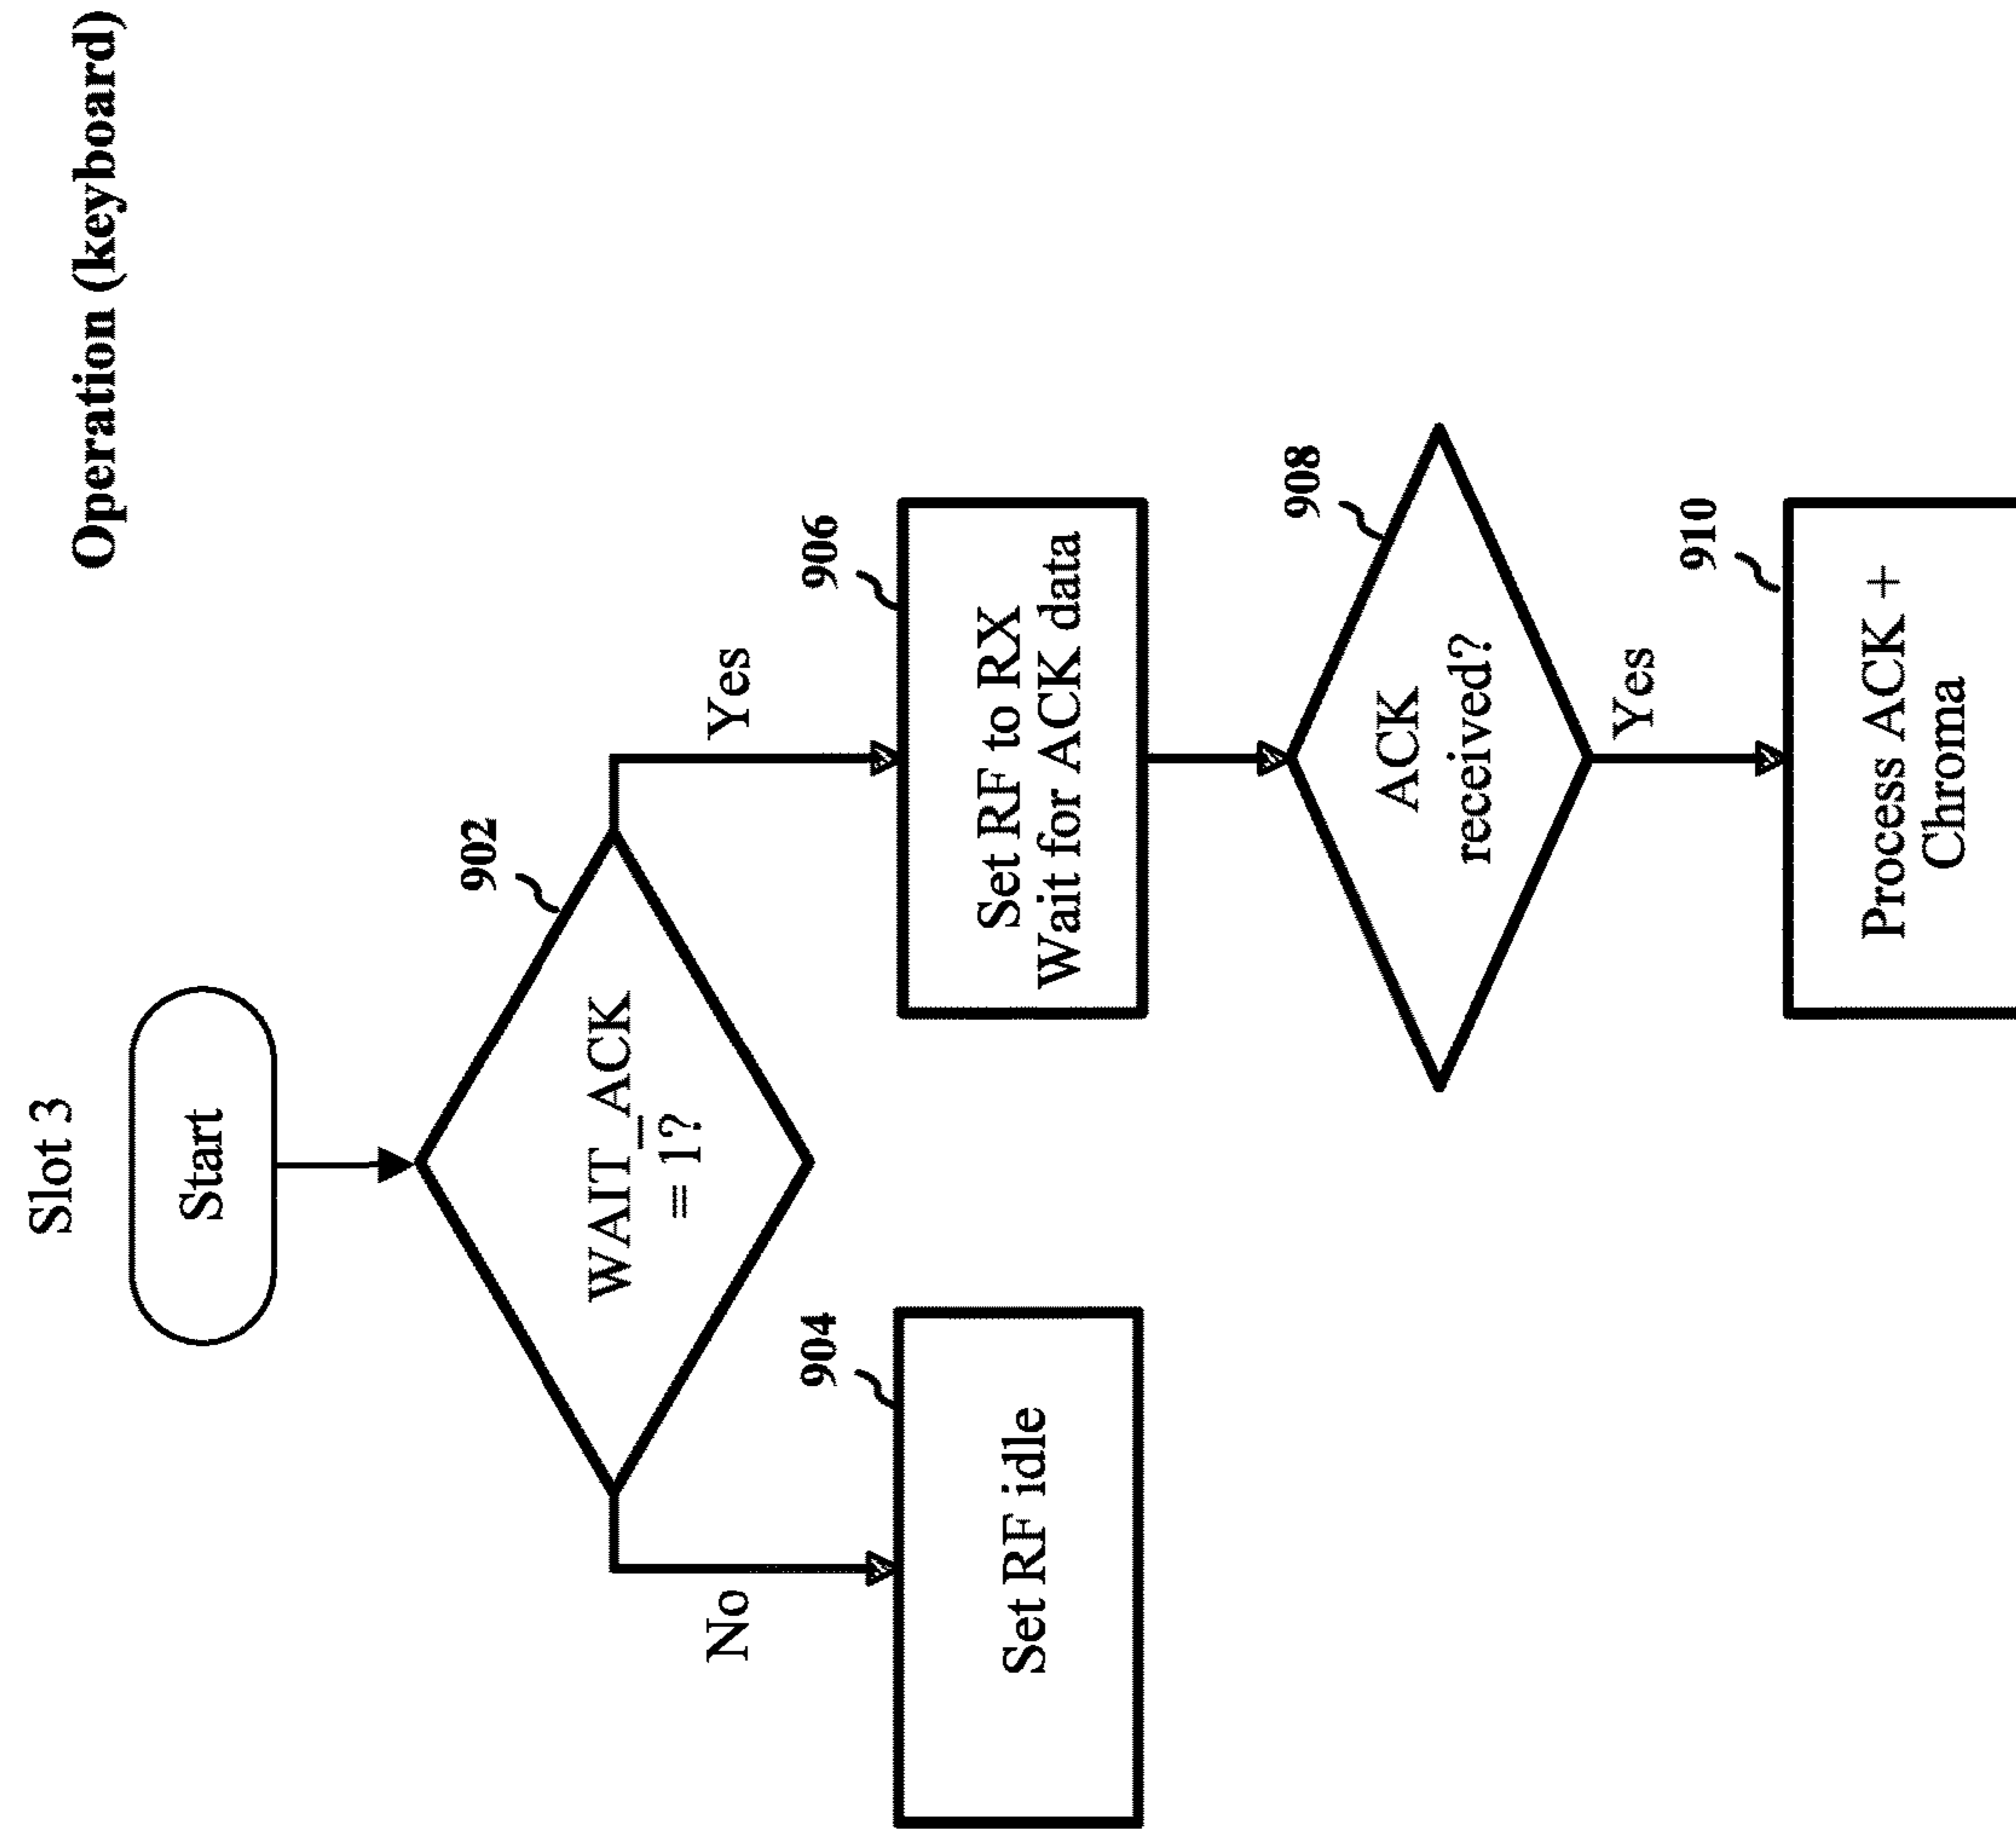 Operation (keyboard)
Slot 3
Start
902
WAIT_ACK
= 1?
No
Yes
904
Set RF idle
906
Set RF to RX
Wait for ACK data
908
ACK
received?
Yes
910
Process ACK +
Chroma